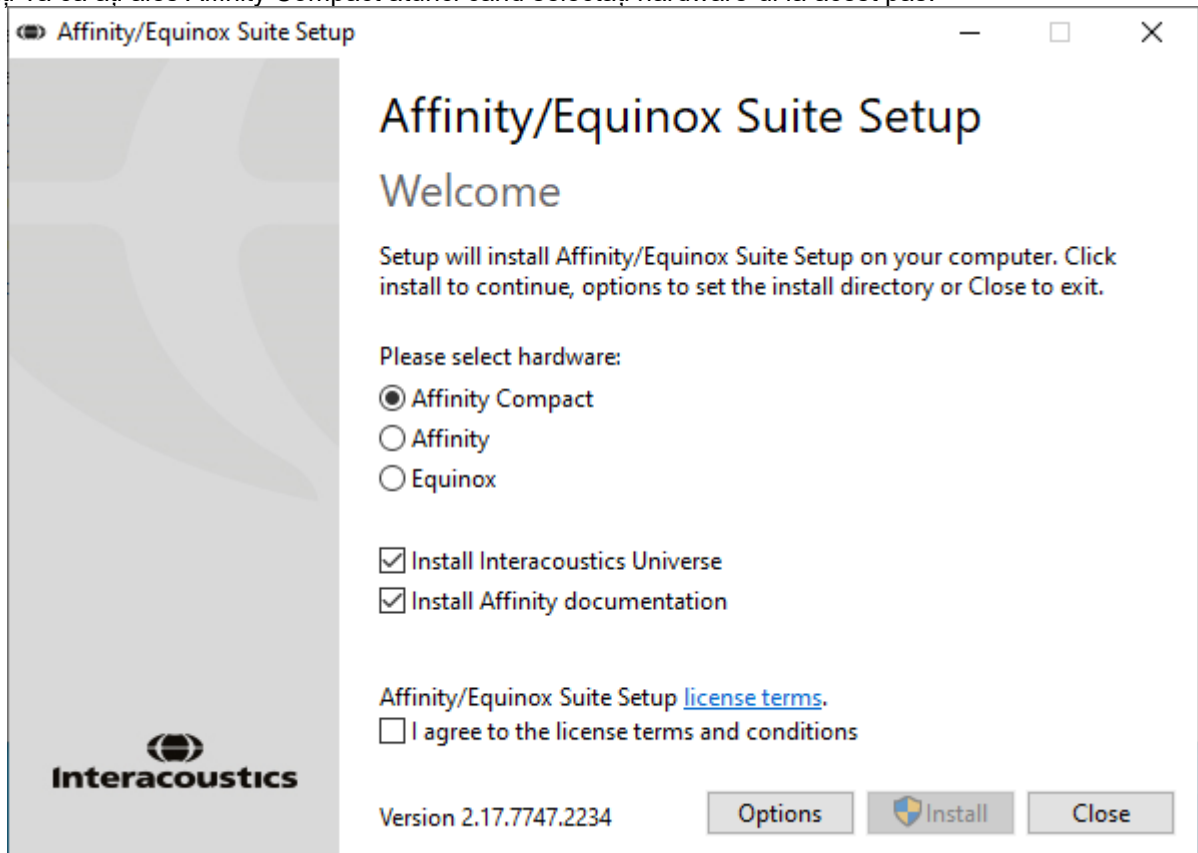 Affinity/Equinox Suite Setup
Affinity/Equinox Suite Setup
Welcome
Setup will install Affinity/Equinox Suite Setup on your computer. Click
install to continue, options to set the install directory or Close to exit.
Please select hardware:
Affinity Compact
Affinity
Equinox
Install Interacoustics Universe
Install Affinity documentation
Affinity/Equinox Suite Setup license terms.
I agree to the license terms and conditions
Interacoustics
Version 2.17.7747.2234
Options
Install
Close